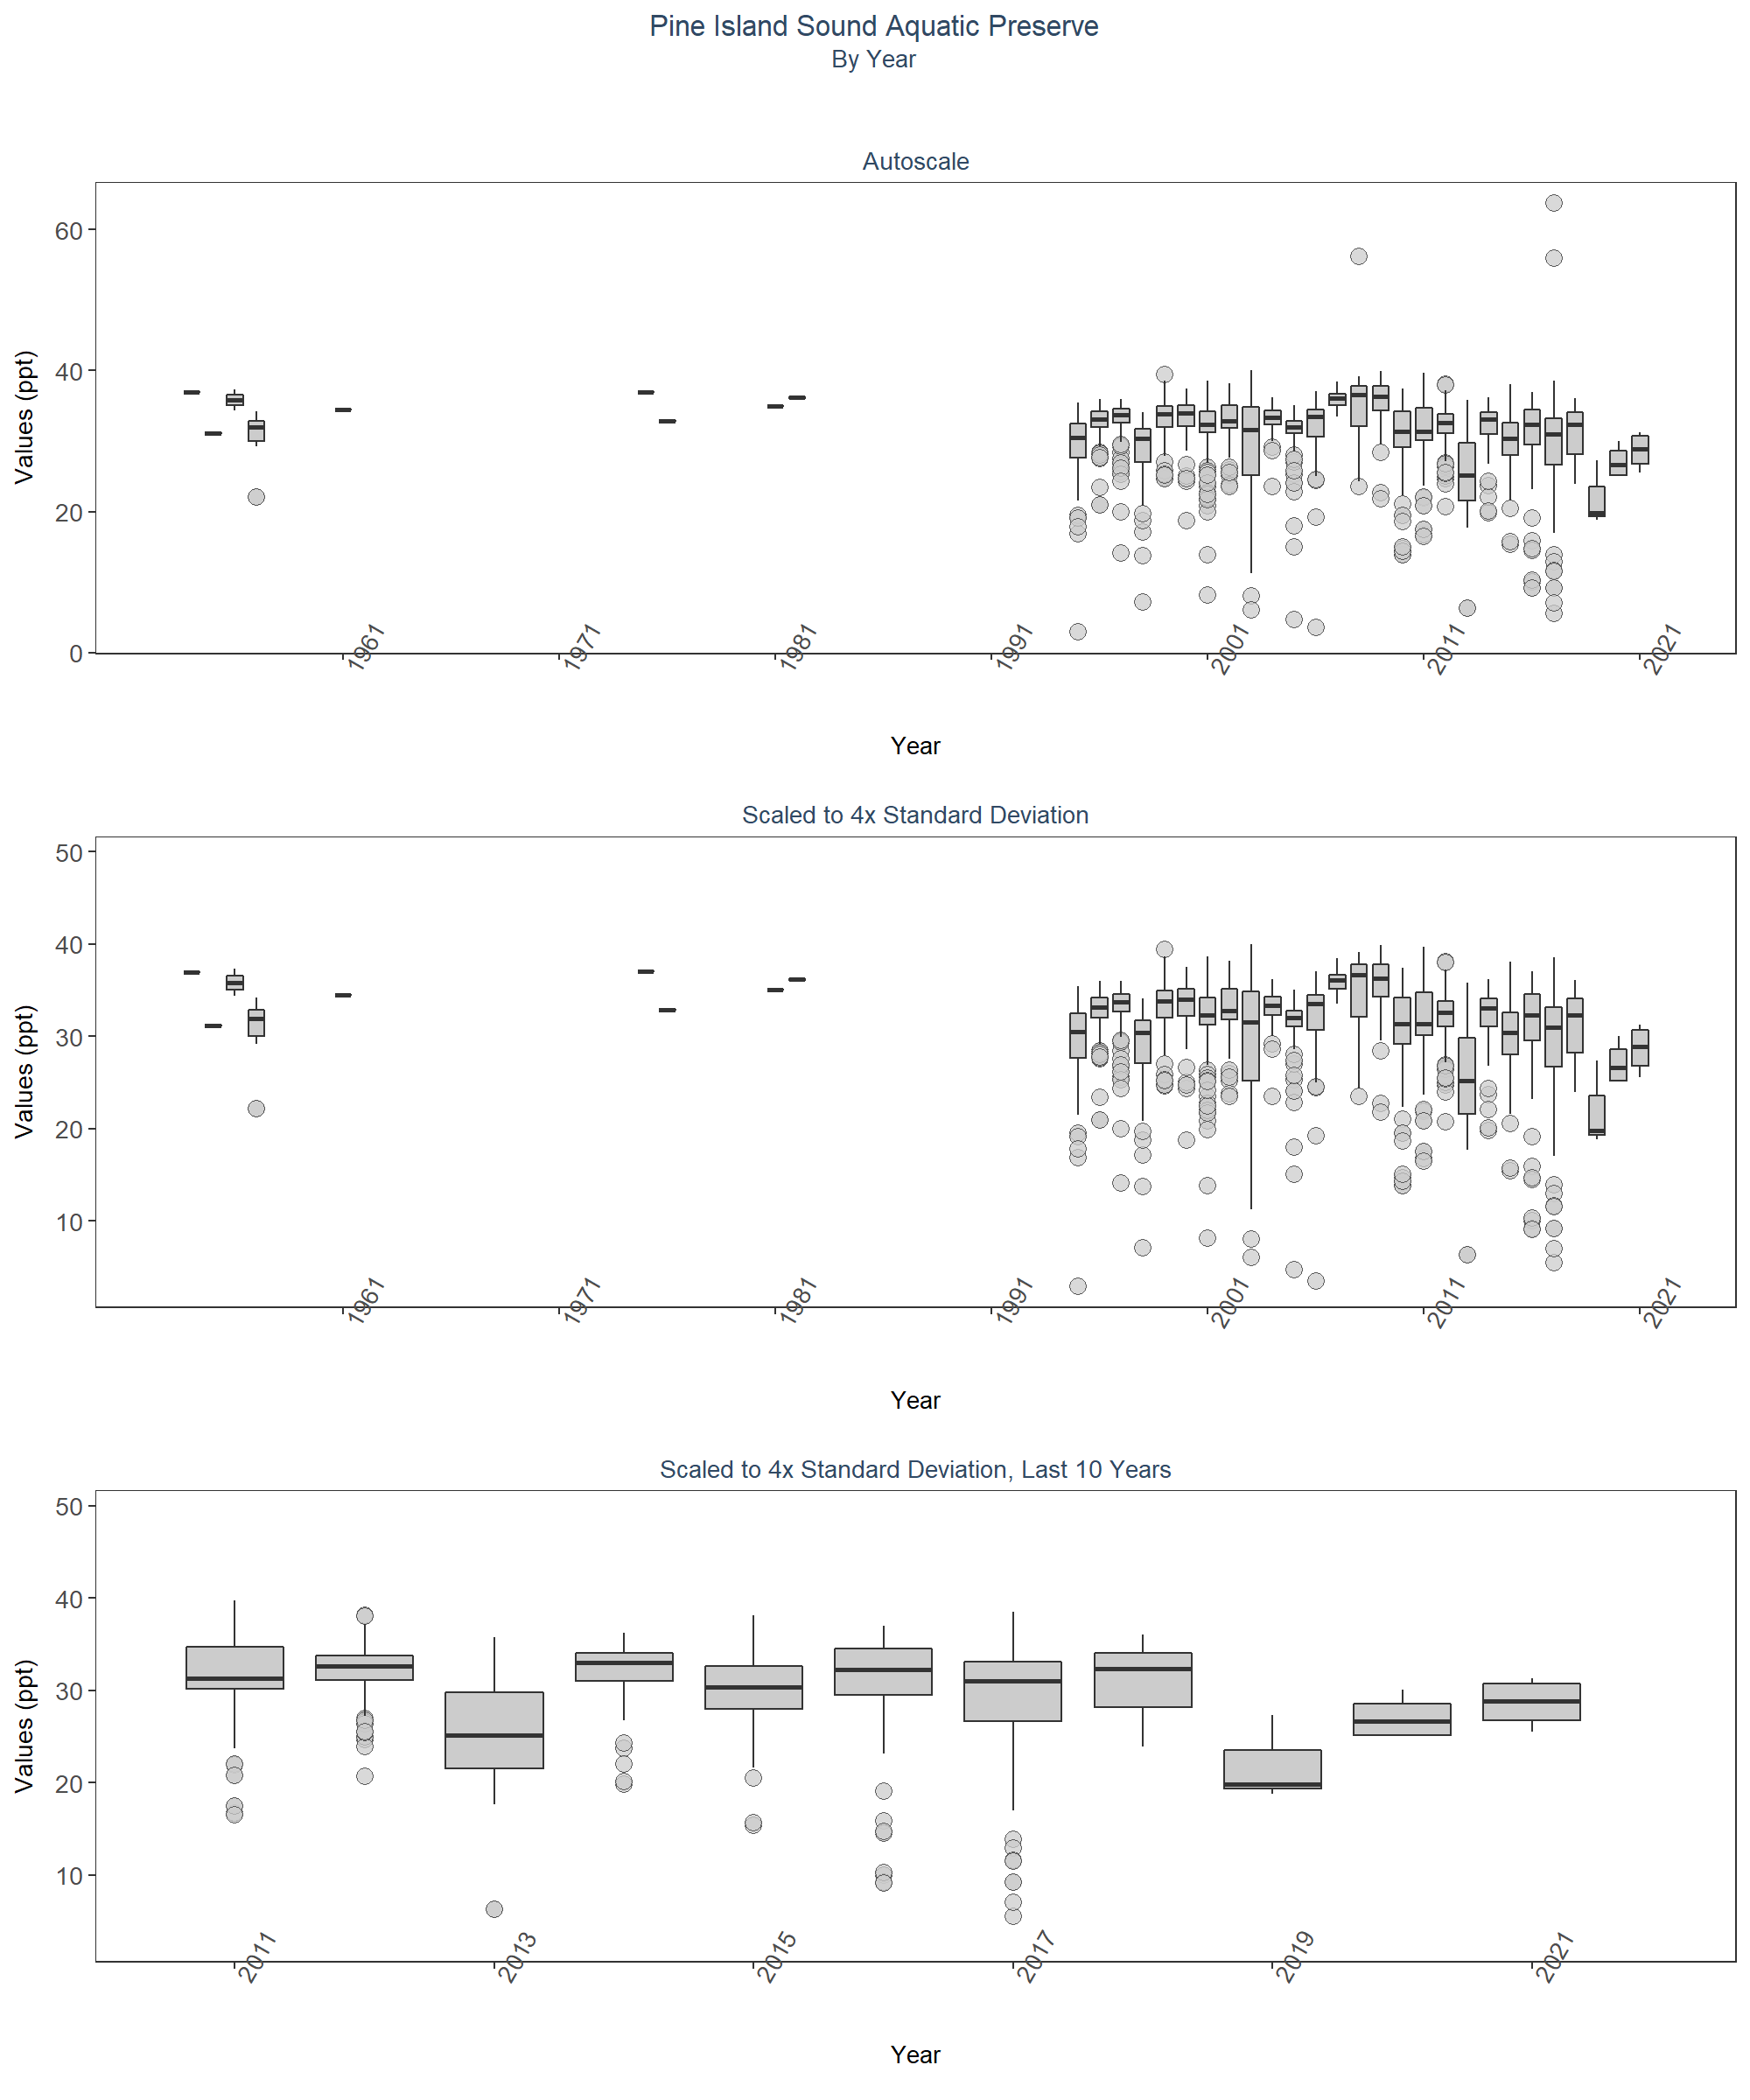 Pine Island Sound Aquatic Preserve
By Year
Autoscale
Values (ppt)
60
40
20
0
1961 1971 1981 1991 2001 2011 2021
Year
Scaled to 4x Standard Deviation
Values (ppt)
50
40
30
20
10
1961 1971 1981 1991 2001 2011 2021
Year
Scaled to 4x Standard Deviation, Last 10 Years
Values (ppt)
50
40
30
20
10
2011 2013 2015 2017 2019 2021
Year